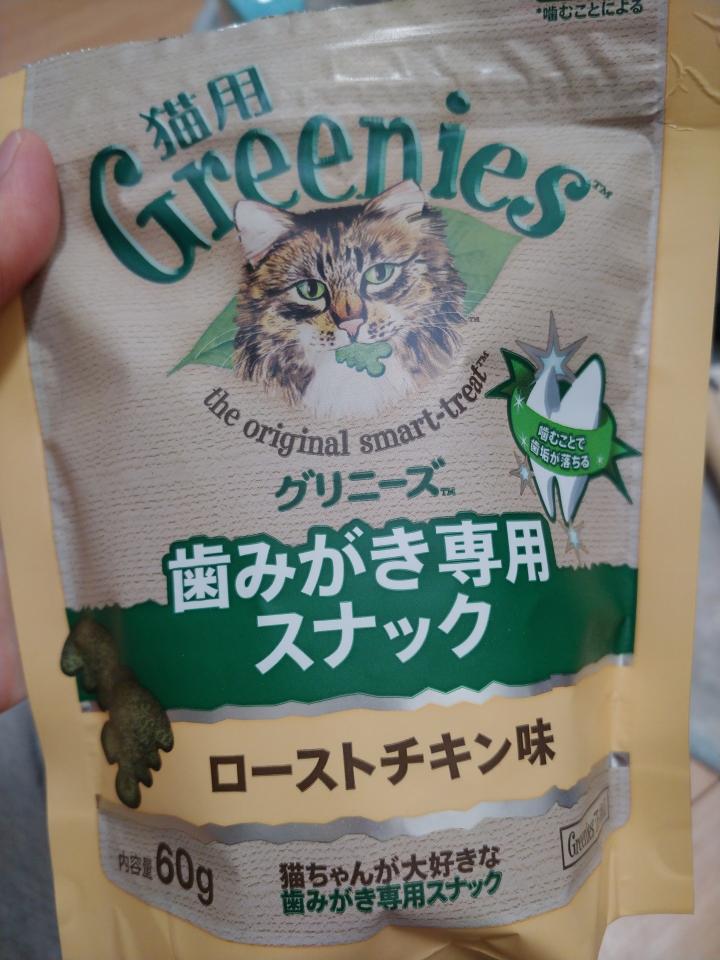 *噛むことによる
猫用
Greenies™
the original smart-treat™
噛むことで
歯垢が落ちる
グリニーズ™
歯みがき専用
スナック
ローストチキン味
内容量 60g
猫ちゃんが大好きな
歯みがき専用スナック
Greenies